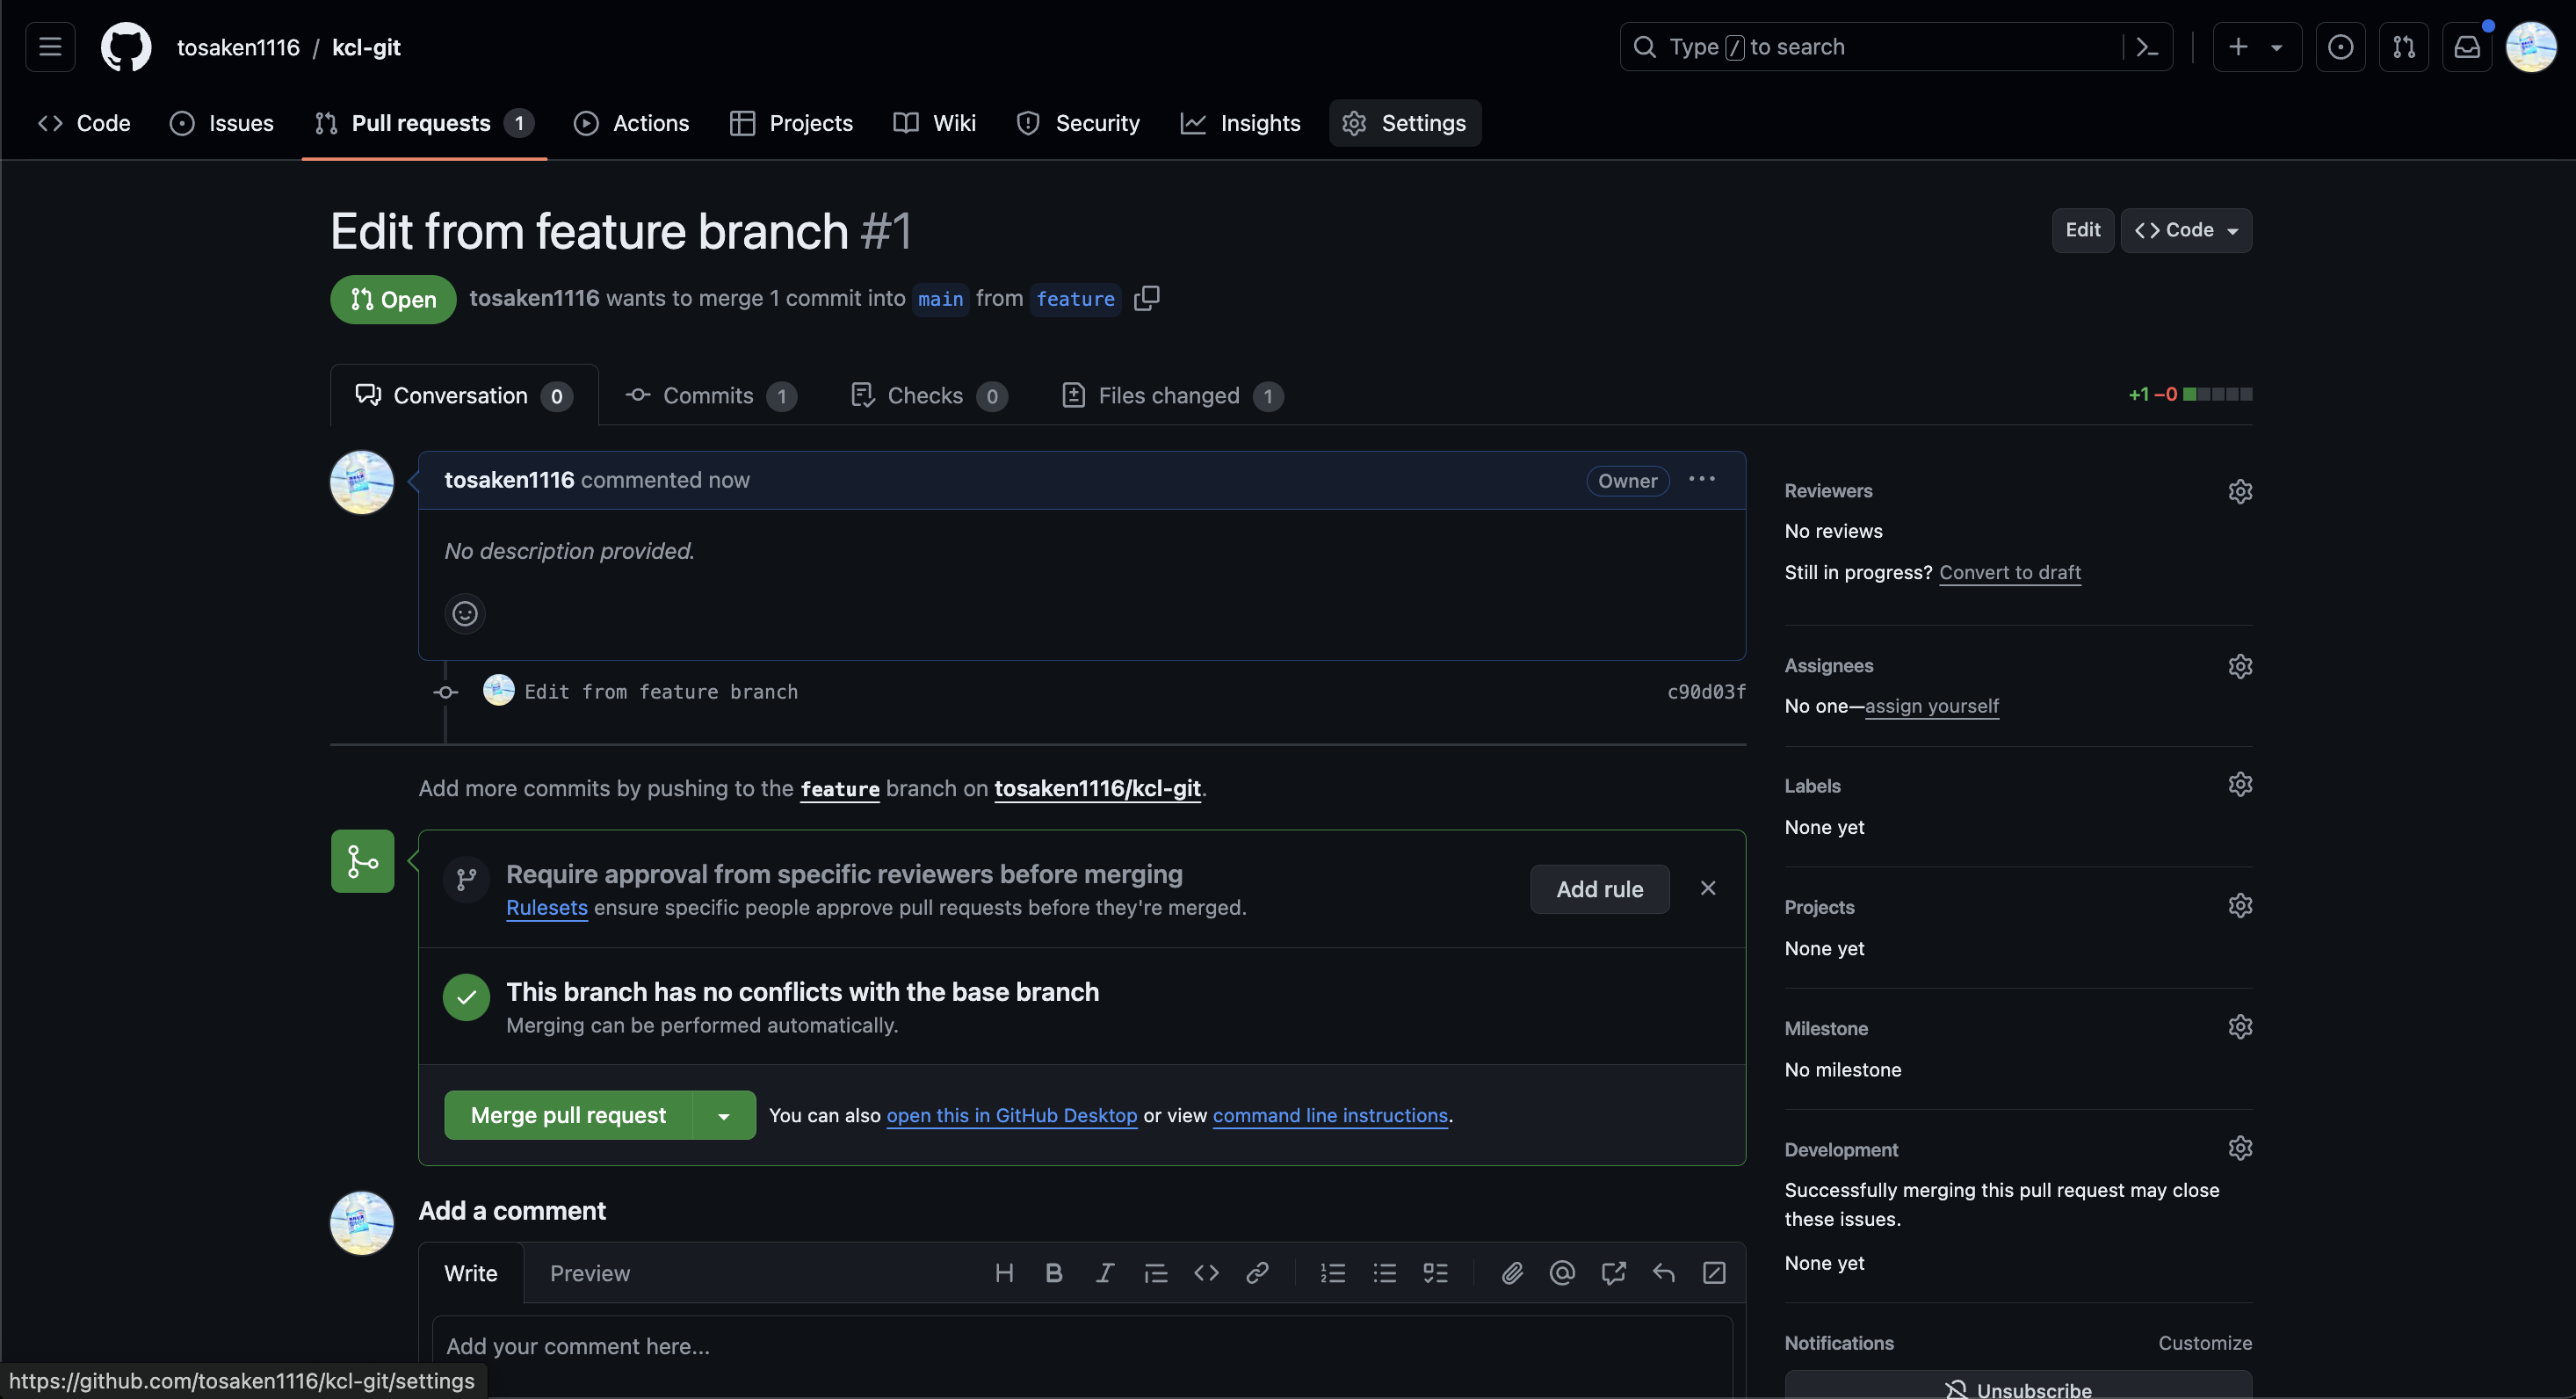 tosaken1116 / kcl-git
Type / to search
Code
Issues
Pull requests 1
Actions
Projects
Wiki
Security
Insights
Settings
Edit from feature branch #1
Edit
Code
Open
tosaken1116 wants to merge 1 commit into main from feature
Conversation 0
Commits 1
Checks 0
Files changed 1
+1 −0
tosaken1116 commented now
Owner
No description provided.
Edit from feature branch
c90d03f
Add more commits by pushing to the feature branch on tosaken1116/kcl-git.
Require approval from specific reviewers before merging
Rulesets ensure specific people approve pull requests before they're merged.
Add rule
This branch has no conflicts with the base branch
Merging can be performed automatically.
Merge pull request
You can also open this in GitHub Desktop or view command line instructions.
Add a comment
Write
Preview
Add your comment here...
Reviewers
No reviews
Still in progress? Convert to draft
Assignees
No one—assign yourself
Labels
None yet
Projects
None yet
Milestone
No milestone
Development
Successfully merging this pull request may close
these issues.
None yet
Notifications
Customize
Unsubscribe
https://github.com/tosaken1116/kcl-git/settings